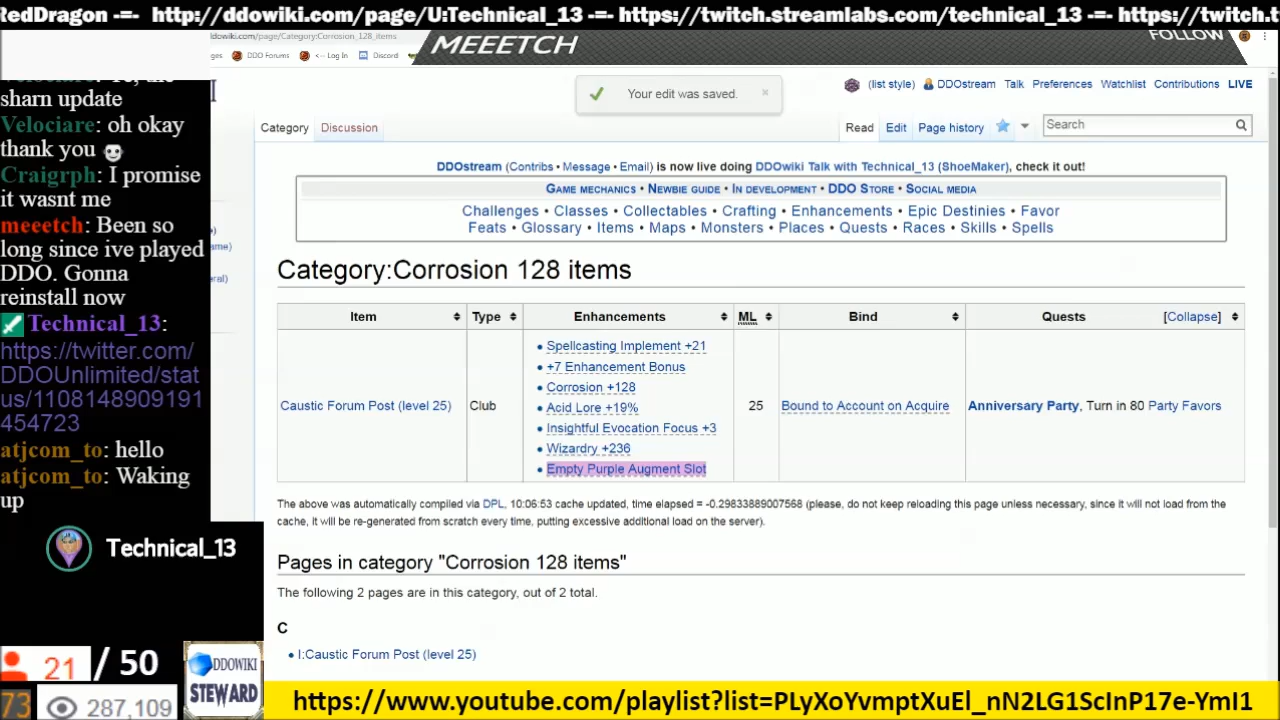 RedDragon -=- http://ddowiki.com/page/U:Technical_13 -=- https://twitch.streamlabs.com/technical_13 -=- https://twitch.t
ldowiki.com/page/Category:Corrosion_128_items
ges DDO Forums <-- Log In Discord
MEEETCH
FOLLOW
sharn update
Velociare: oh okay
thank you
Craigrph: I promise
it wasnt me
meeetch: Been so
long since ive played
DDO. Gonna
reinstall now
Technical_13:
https://twitter.com/
DDOUnlimited/stat
us/1108148909191
454723
atjcom_to: hello
atjcom_to: Waking
up
Technical_13
21 / 50
73 287,109
DDOWIKI
STEWARD
Your edit was saved. ×
(list style) DDOstream Talk Preferences Watchlist Contributions LIVE
Category Discussion Read Edit Page history Search
DDOstream (Contribs • Message • Email) is now live doing DDOwiki Talk with Technical_13 (ShoeMaker), check it out!
Game mechanics • Newbie guide • In development • DDO Store • Social media
Challenges • Classes • Collectables • Crafting • Enhancements • Epic Destinies • Favor
Feats • Glossary • Items • Maps • Monsters • Places • Quests • Races • Skills • Spells
Category:Corrosion 128 items
Item Type Enhancements ML Bind Quests [Collapse]
Caustic Forum Post (level 25) Club
• Spellcasting Implement +21
• +7 Enhancement Bonus
• Corrosion +128
• Acid Lore +19%
• Insightful Evocation Focus +3
• Wizardry +236
• Empty Purple Augment Slot
25 Bound to Account on Acquire Anniversary Party, Turn in 80 Party Favors
The above was automatically compiled via DPL, 10:06:53 cache updated, time elapsed = -0.29833889007568 (please, do not keep reloading this page unless necessary, since it will not load from the
cache, it will be re-generated from scratch every time, putting excessive additional load on the server).
Pages in category "Corrosion 128 items"
The following 2 pages are in this category, out of 2 total.
C
• I:Caustic Forum Post (level 25)
https://www.youtube.com/playlist?list=PLyXoYvmptXuEl_nN2LG1ScInP17e-YmI1